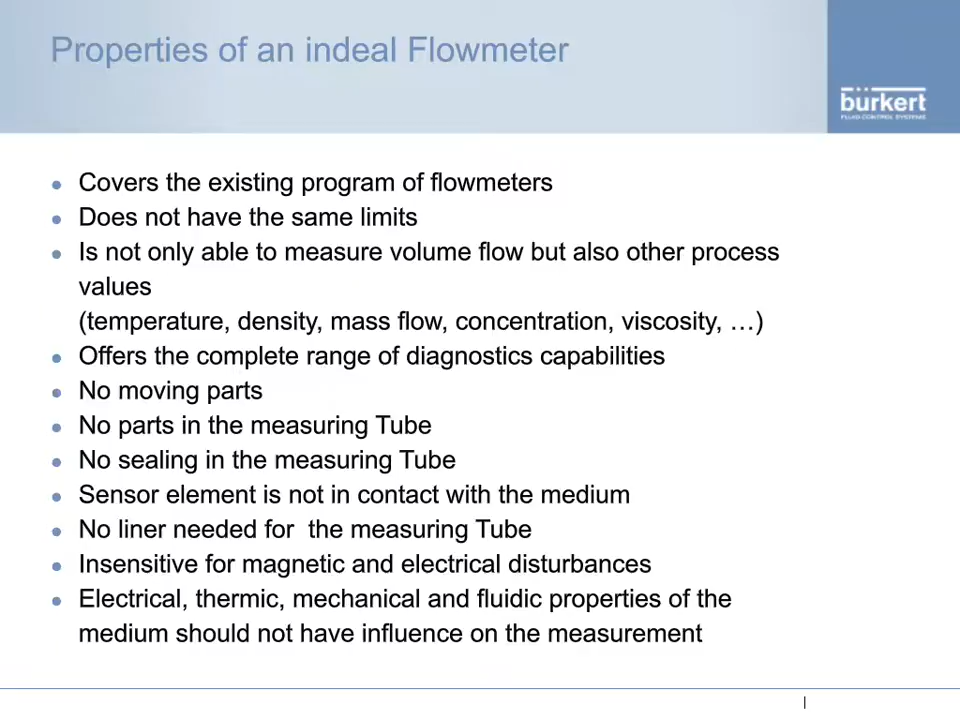 Properties of an indeal Flowmeter
bürkert
FLUID CONTROL SYSTEMS
• Covers the existing program of flowmeters
• Does not have the same limits
• Is not only able to measure volume flow but also other process
values
(temperature, density, mass flow, concentration, viscosity, …)
• Offers the complete range of diagnostics capabilities
• No moving parts
• No parts in the measuring Tube
• No sealing in the measuring Tube
• Sensor element is not in contact with the medium
• No liner needed for  the measuring Tube
• Insensitive for magnetic and electrical disturbances
• Electrical, thermic, mechanical and fluidic properties of the
medium should not have influence on the measurement
|